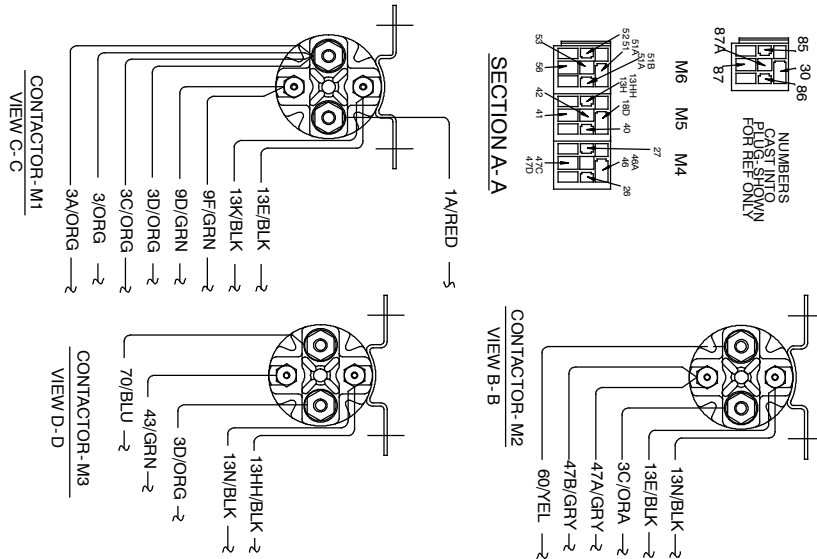 85
30
86
87A
87
NUMBERS
CAST INTO
PLUG-SHOWN
FOR REF ONLY
M6
M5
M4
53
52
51
51A
51A
51B
56
42
13H
13HH
18D
41
40
27
46
46A
47C
47D
26
SECTION A-A
1A/RED
13E/BLK
13K/BLK
9F/GRN
9D/GRN
3D/ORG
3C/ORG
3/ORG
3A/ORG
CONTACTOR-M1
VIEW C-C
13N/BLK
13E/BLK
3C/ORA
47A/GRY
47B/GRY
60/YEL
CONTACTOR-M2
VIEW B-B
13HH/BLK
13N/BLK
3D/ORG
43/GRN
70/BLU
CONTACTOR-M3
VIEW D-D